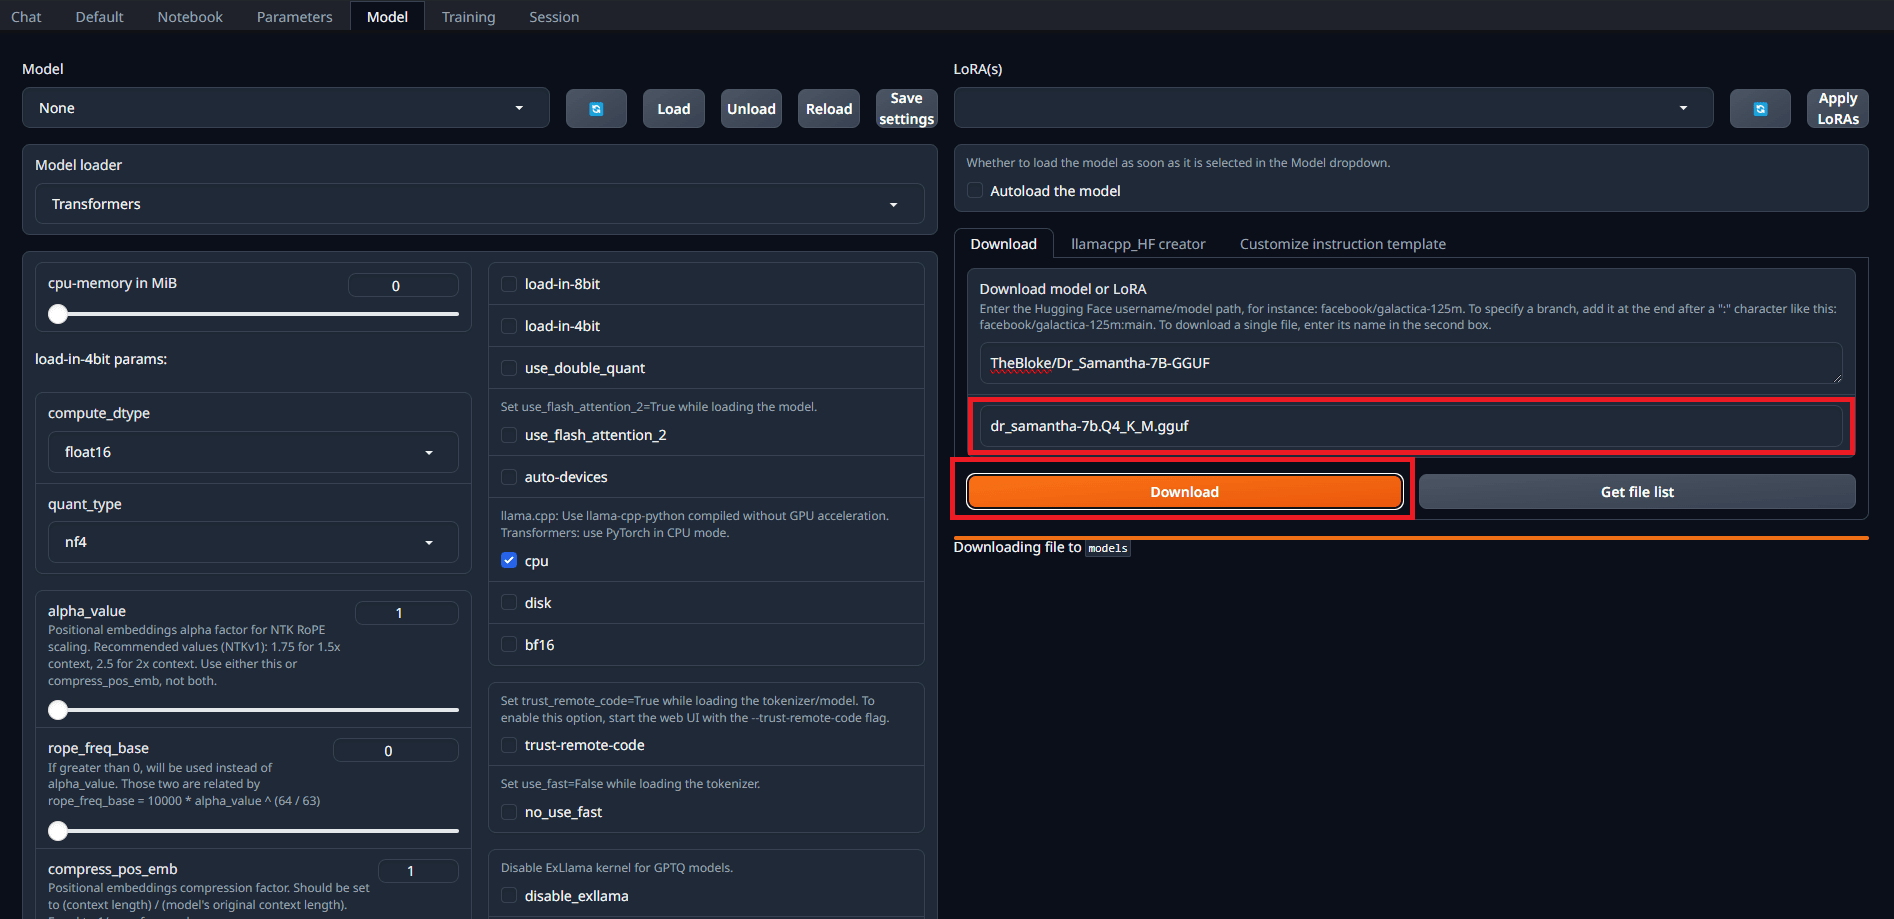 Chat Default Notebook Parameters Model Training Session
Model
None
Load
Unload
Reload
Save
settings
Model loader
Transformers
cpu-memory in MiB
0
load-in-4bit params:
compute_dtype
float16
quant_type
nf4
alpha_value
1
Positional embeddings alpha factor for NTK RoPE
scaling. Recommended values (NTKv1): 1.75 for 1.5x
context, 2.5 for 2x context. Use either this or
compress_pos_emb, not both.
rope_freq_base
0
If greater than 0, will be used instead of
alpha_value. Those two are related by
rope_freq_base = 10000 * alpha_value ^ (64 / 63)
compress_pos_emb
1
Positional embeddings compression factor. Should be set
to (context length) / (model's original context length).
load-in-8bit
load-in-4bit
use_double_quant
Set use_flash_attention_2=True while loading the model.
use_flash_attention_2
auto-devices
llama.cpp: Use llama-cpp-python compiled without GPU acceleration.
Transformers: use PyTorch in CPU mode.
cpu
disk
bf16
Set trust_remote_code=True while loading the tokenizer/model. To
enable this option, start the web UI with the --trust-remote-code flag.
trust-remote-code
Set use_fast=False while loading the tokenizer.
no_use_fast
Disable ExLlama kernel for GPTQ models.
disable_exllama
LoRA(s)
Apply
LoRAs
Whether to load the model as soon as it is selected in the Model dropdown.
Autoload the model
Download llamacpp_HF creator Customize instruction template
Download model or LoRA
Enter the Hugging Face username/model path, for instance: facebook/galactica-125m. To specify a branch, add it at the end after a ":" character like this:
facebook/galactica-125m:main. To download a single file, enter its name in the second box.
TheBloke/Dr_Samantha-7B-GGUF
dr_samantha-7b.Q4_K_M.gguf
Download
Get file list
Downloading file to models